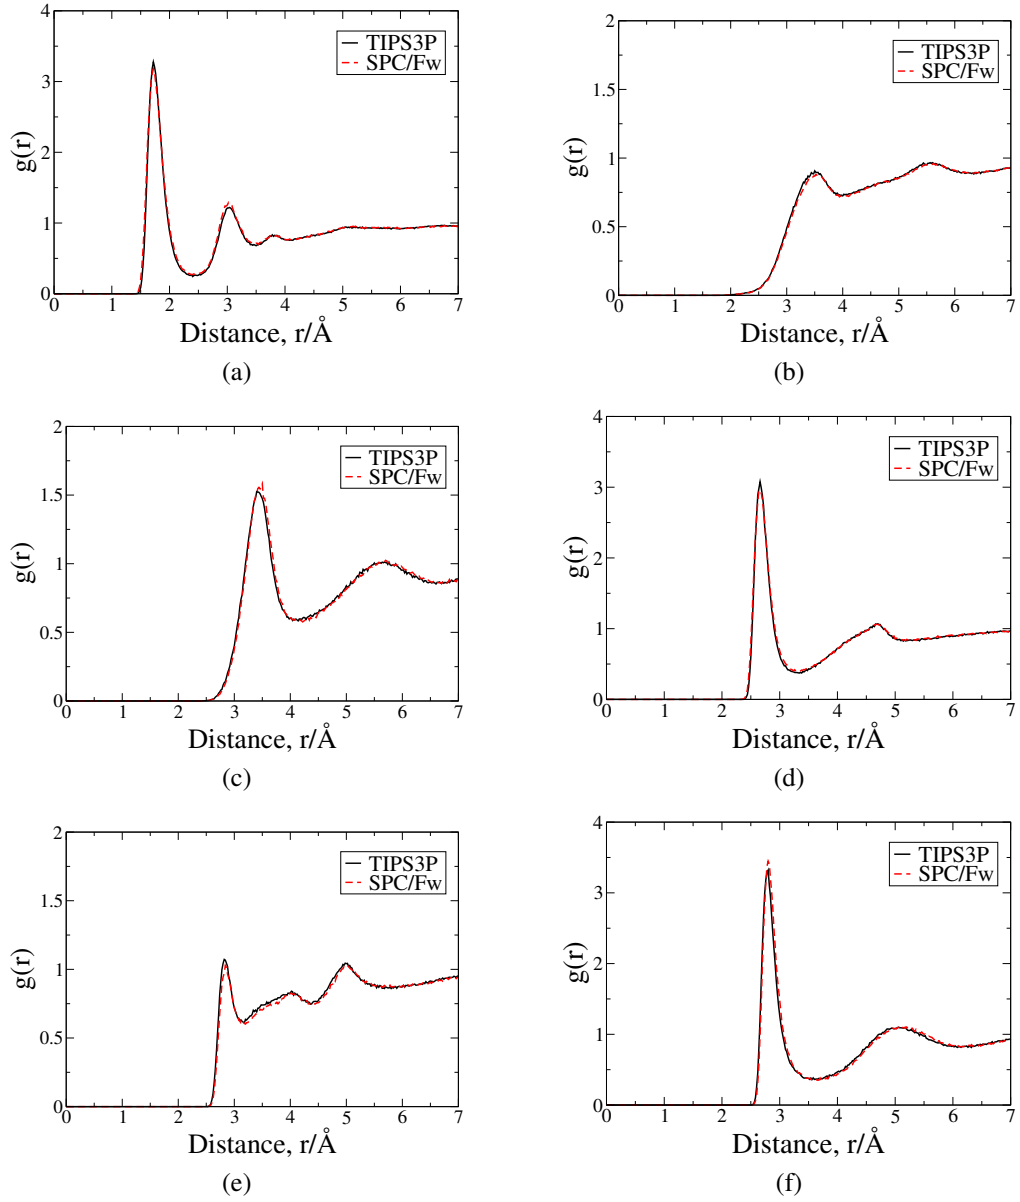 4
3
2
1
0
g(r)
TIPS3P
SPC/Fw
0 1 2 3 4 5 6 7
Distance, r/Å
(a)
2
1.5
1
0.5
0
g(r)
TIPS3P
SPC/Fw
0 1 2 3 4 5 6 7
Distance, r/Å
(b)
2
1.5
1
0.5
0
g(r)
TIPS3P
SPC/Fw
0 1 2 3 4 5 6 7
Distance, r/Å
(c)
4
3
2
1
0
g(r)
TIPS3P
SPC/Fw
0 1 2 3 4 5 6 7
Distance, r/Å
(d)
2
1.5
1
0.5
0
g(r)
TIPS3P
SPC/Fw
0 1 2 3 4 5 6 7
Distance, r/Å
(e)
4
3
2
1
0
g(r)
TIPS3P
SPC/Fw
0 1 2 3 4 5 6 7
Distance, r/Å
(f)